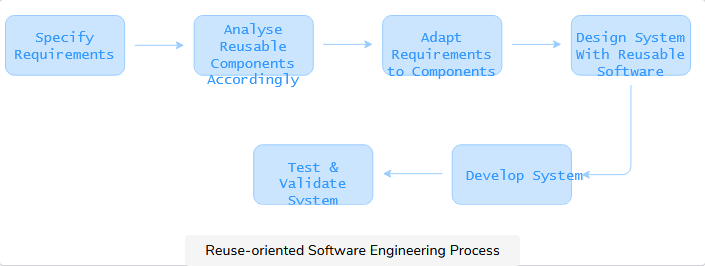 Specify
Requirements
Analyse
Reusable
Components
Accordingly
Adapt
Requirements
to Components
Design System
With Reusable
Software
Test &
Validate
System
Develop System
Reuse-oriented Software Engineering Process